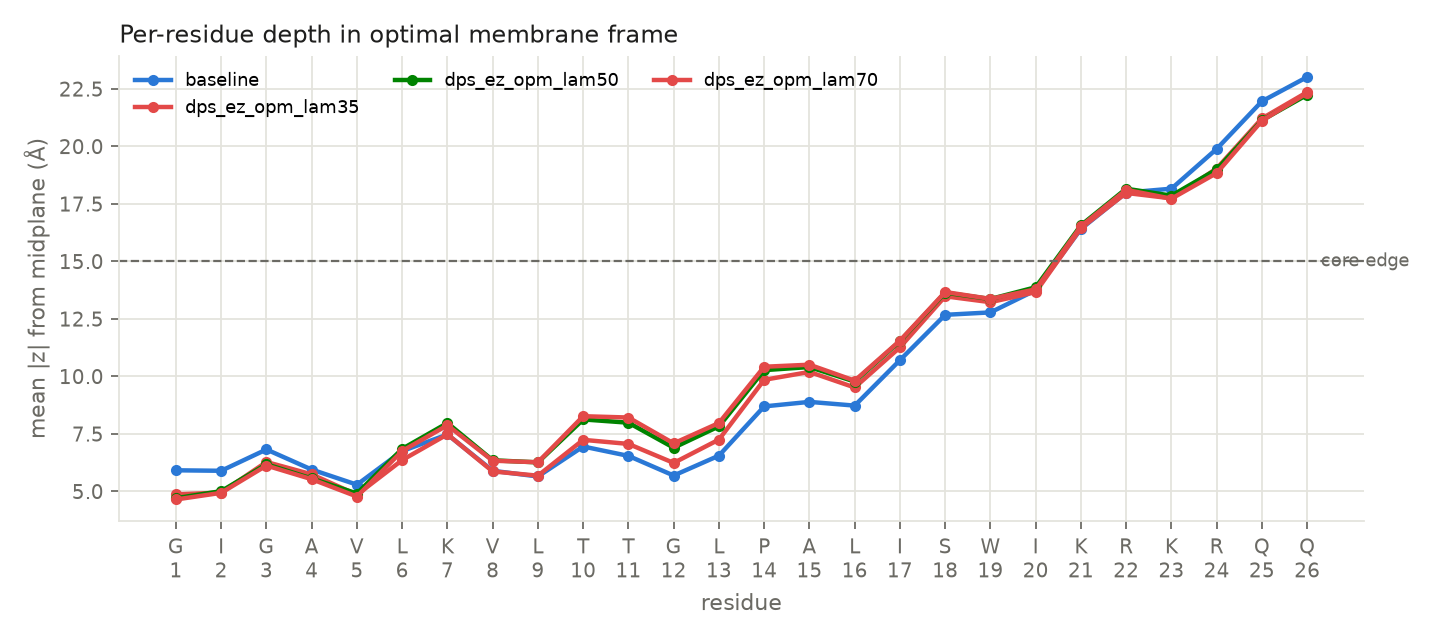 Per-residue depth in optimal membrane frame
baseline
dps_ez_opm_lam35
dps_ez_opm_lam50
dps_ez_opm_lam70
mean |z| from midplane (Å)
22.5
20.0
17.5
15.0
12.5
10.0
7.5
5.0
core edge
G I G A V L K V L T T G L P A L I S W I K R K R Q Q
1 2 3 4 5 6 7 8 9 10 11 12 13 14 15 16 17 18 19 20 21 22 23 24 25 26
residue